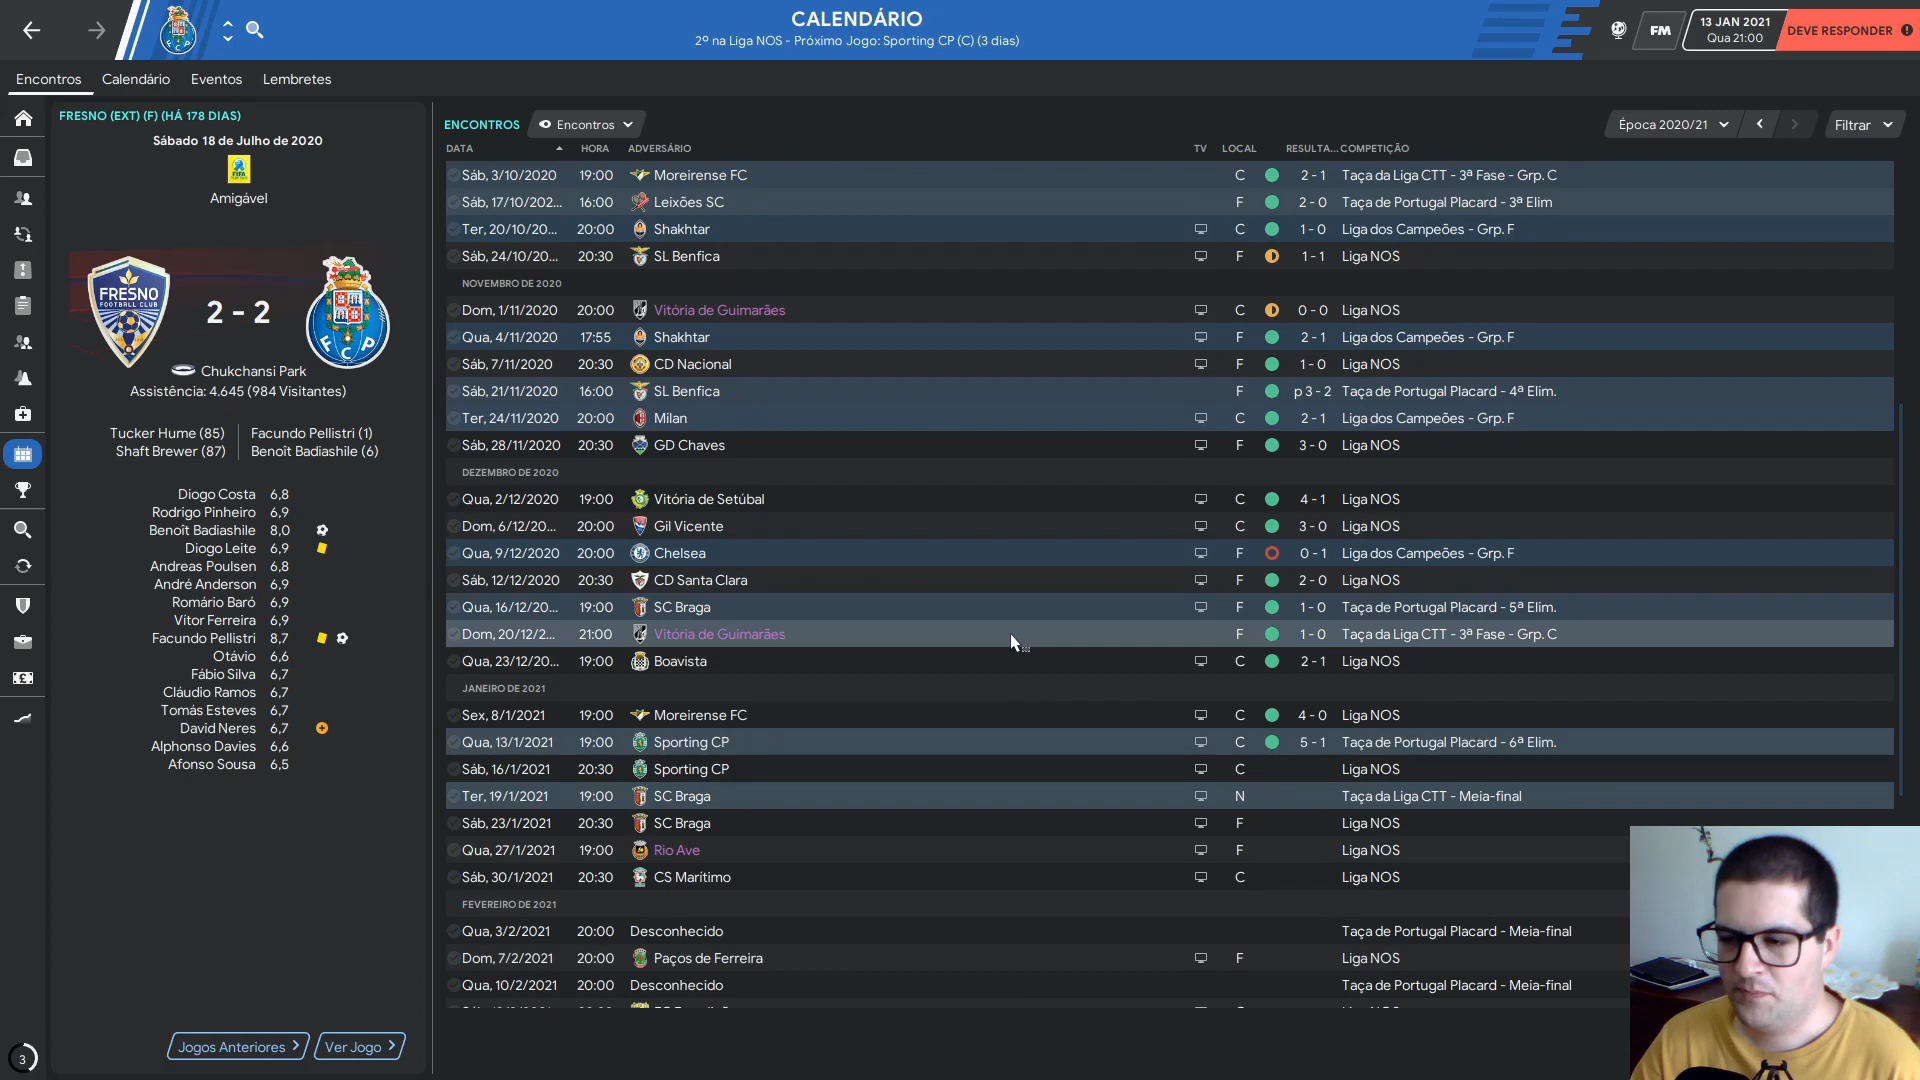 CALENDÁRIO
2º na Liga NOS - Próximo Jogo: Sporting CP (C) (3 dias)
FM
13 JAN 2021
Qua 21:00
DEVE RESPONDER
Encontros Calendário Eventos Lembretes
FRESNO (EXT) (F) (HÁ 178 DIAS)
Sábado 18 de Julho de 2020
FIFA
Amigável
FRESNO
FOOTBALL CLUB
2 - 2
F C P
Chukchansi Park
Assistência: 4.645 (984 Visitantes)
Tucker Hume (85) Facundo Pellistri (1)
Shaft Brewer (87) Benoît Badiashile (6)
Diogo Costa 6,8
Rodrigo Pinheiro 6,9
Benoît Badiashile 8,0
Diogo Leite 6,9
Andreas Poulsen 6,8
André Anderson 6,9
Romário Baró 6,9
Vítor Ferreira 6,9
Facundo Pellistri 8,7
Otávio 6,6
Fábio Silva 6,7
Cláudio Ramos 6,7
Tomás Esteves 6,7
David Neres 6,7
Alphonso Davies 6,6
Afonso Sousa 6,5
Jogos Anteriores Ver Jogo
3
ENCONTROS Encontros Época 2020/21 Filtrar
DATA HORA ADVERSÁRIO TV LOCAL RESULTA... COMPETIÇÃO
Sáb, 3/10/2020 19:00 Moreirense FC C 2 - 1 Taça da Liga CTT - 3ª Fase - Grp. C
Sáb, 17/10/202... 16:00 Leixões SC F 2 - 0 Taça de Portugal Placard - 3ª Elim
Ter, 20/10/20... 20:00 Shakhtar C 1 - 0 Liga dos Campeões - Grp. F
Sáb, 24/10/20... 20:30 SL Benfica F 1 - 1 Liga NOS
NOVEMBRO DE 2020
Dom, 1/11/2020 20:00 Vitória de Guimarães C 0 - 0 Liga NOS
Qua, 4/11/2020 17:55 Shakhtar F 2 - 1 Liga dos Campeões - Grp. F
Sáb, 7/11/2020 20:30 CD Nacional F 1 - 0 Liga NOS
Sáb, 21/11/2020 16:00 SL Benfica F p 3 - 2 Taça de Portugal Placard - 4ª Elim.
Ter, 24/11/2020 20:00 Milan C 2 - 1 Liga dos Campeões - Grp. F
Sáb, 28/11/2020 20:30 GD Chaves F 3 - 0 Liga NOS
DEZEMBRO DE 2020
Qua, 2/12/2020 19:00 Vitória de Setúbal C 4 - 1 Liga NOS
Dom, 6/12/20... 20:00 Gil Vicente C 3 - 0 Liga NOS
Qua, 9/12/2020 20:00 Chelsea F 0 - 1 Liga dos Campeões - Grp. F
Sáb, 12/12/2020 20:30 CD Santa Clara F 2 - 0 Liga NOS
Qua, 16/12/20... 19:00 SC Braga F 1 - 0 Taça de Portugal Placard - 5ª Elim.
Dom, 20/12/2... 21:00 Vitória de Guimarães F 1 - 0 Taça da Liga CTT - 3ª Fase - Grp. C
Qua, 23/12/20... 19:00 Boavista C 2 - 1 Liga NOS
JANEIRO DE 2021
Sex, 8/1/2021 19:00 Moreirense FC C 4 - 0 Liga NOS
Qua, 13/1/2021 19:00 Sporting CP C 5 - 1 Taça de Portugal Placard - 6ª Elim.
Sáb, 16/1/2021 20:30 Sporting CP C Liga NOS
Ter, 19/1/2021 19:00 SC Braga N Taça da Liga CTT - Meia-final
Sáb, 23/1/2021 20:30 SC Braga F Liga NOS
Qua, 27/1/2021 19:00 Rio Ave F Liga NOS
Sáb, 30/1/2021 20:30 CS Marítimo C Liga NOS
FEVEREIRO DE 2021
Qua, 3/2/2021 20:00 Desconhecido Taça de Portugal Placard - Meia-final
Dom, 7/2/2021 20:00 Paços de Ferreira F Liga NOS
Qua, 10/2/2021 20:00 Desconhecido Taça de Portugal Placard - Meia-final